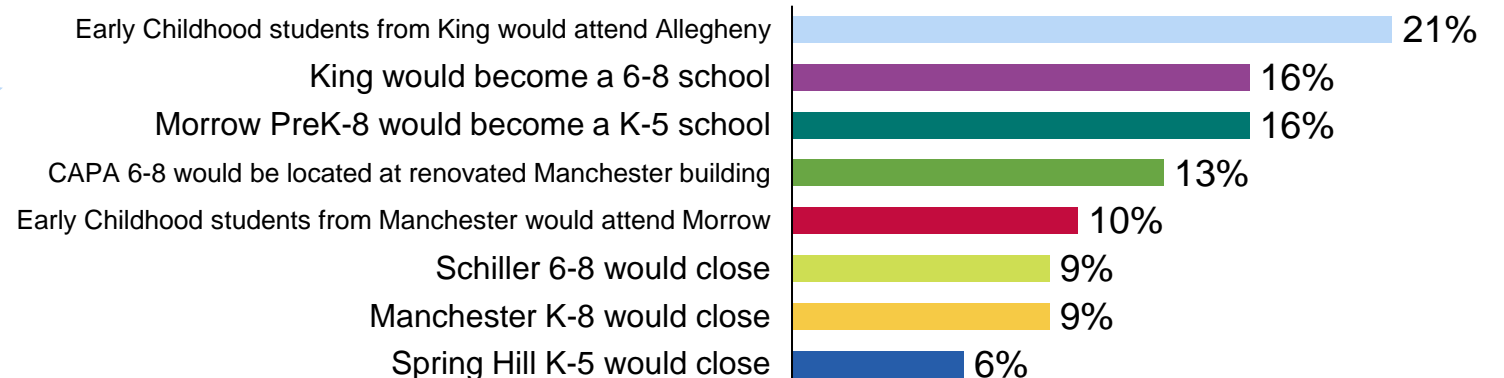 Early Childhood students from King would attend Allegheny 21%
King would become a 6-8 school 16%
Morrow PreK-8 would become a K-5 school 16%
CAPA 6-8 would be located at renovated Manchester building 13%
Early Childhood students from Manchester would attend Morrow 10%
Schiller 6-8 would close 9%
Manchester K-8 would close 9%
Spring Hill K-5 would close 6%